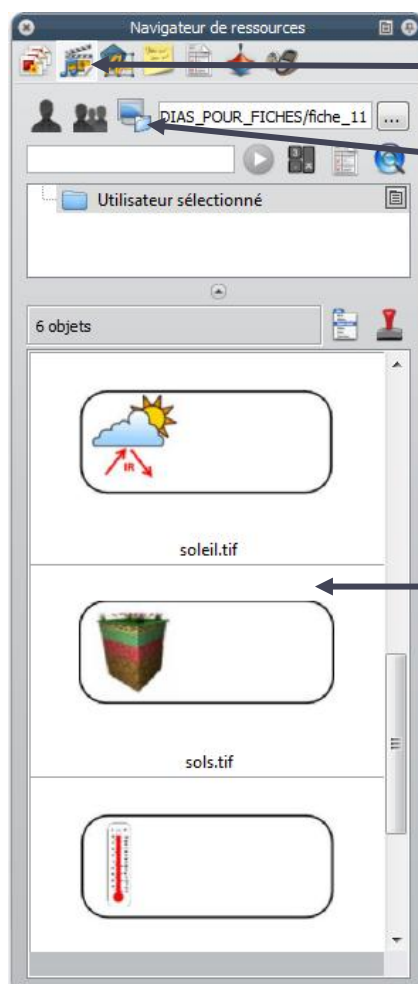 Navigateur de ressources
DIAS_POUR_FICHES/fiche_11
...
Utilisateur sélectionné
6 objets
IR
soleil.tif
sols.tif